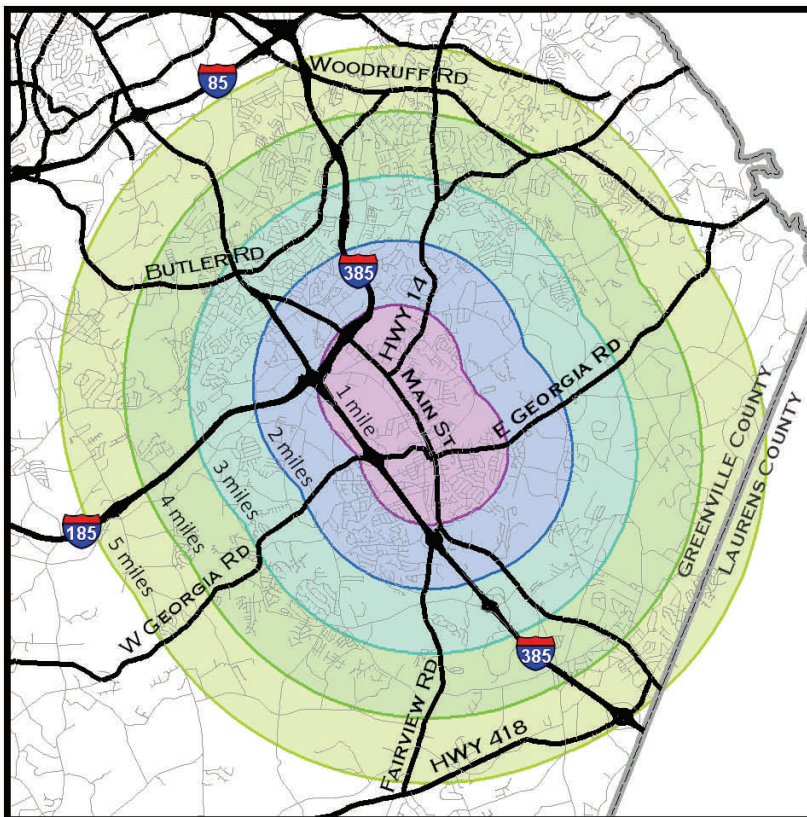 85
WOODRUFF RD
BUTLER RD
385
HWY 14
MAIN ST.
E GEORGIA RD
1 mile
2 miles
3 miles
4 miles
5 miles
185
W GEORGIA RD
GREENVILLE COUNTY
LAURENS COUNTY
385
FAIRVIEW RD
HWY 418